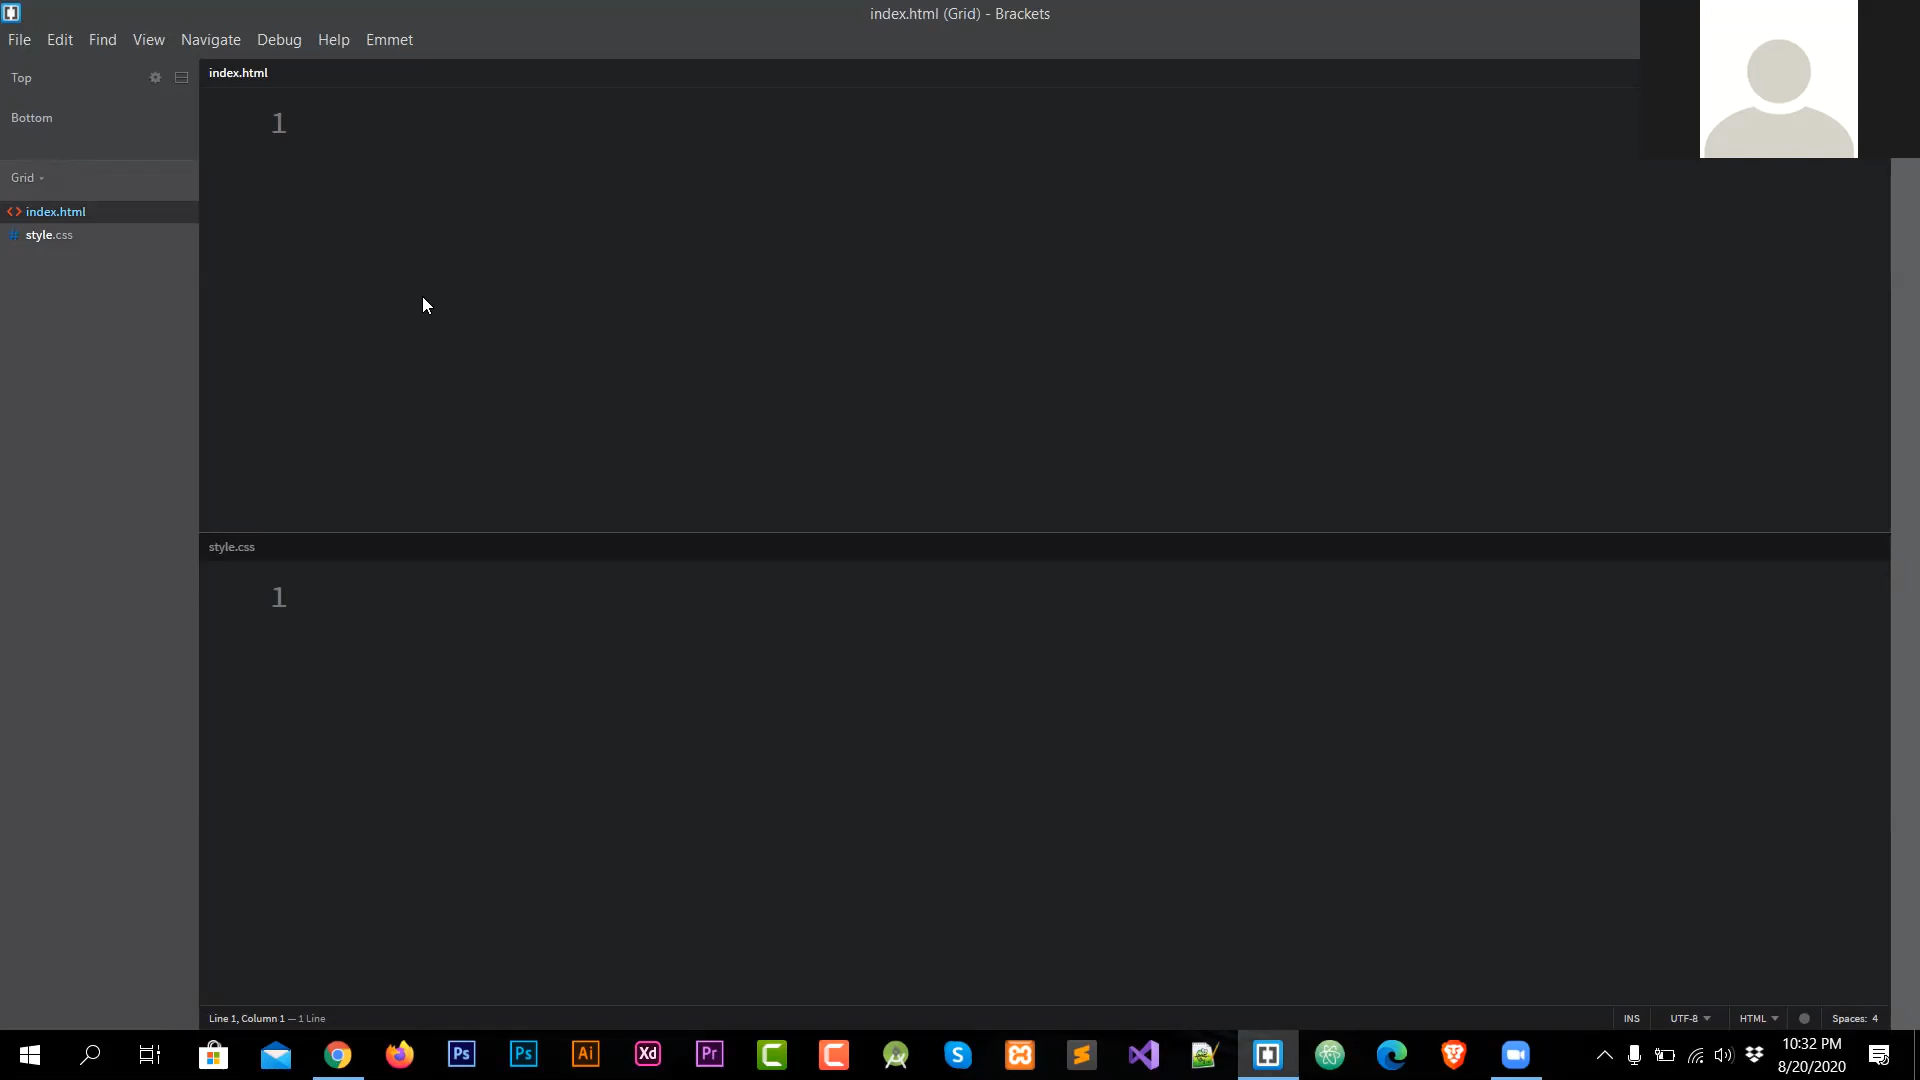 index.html (Grid) - Brackets
File Edit Find View Navigate Debug Help Emmet
Top
Bottom
Grid
index.html
style.css
index.html
1
style.css
1
Line 1, Column 1 — 1 Line
INS UTF-8 HTML Spaces: 4
Ps Ps Ai Xd Pr
10:32 PM
8/20/2020